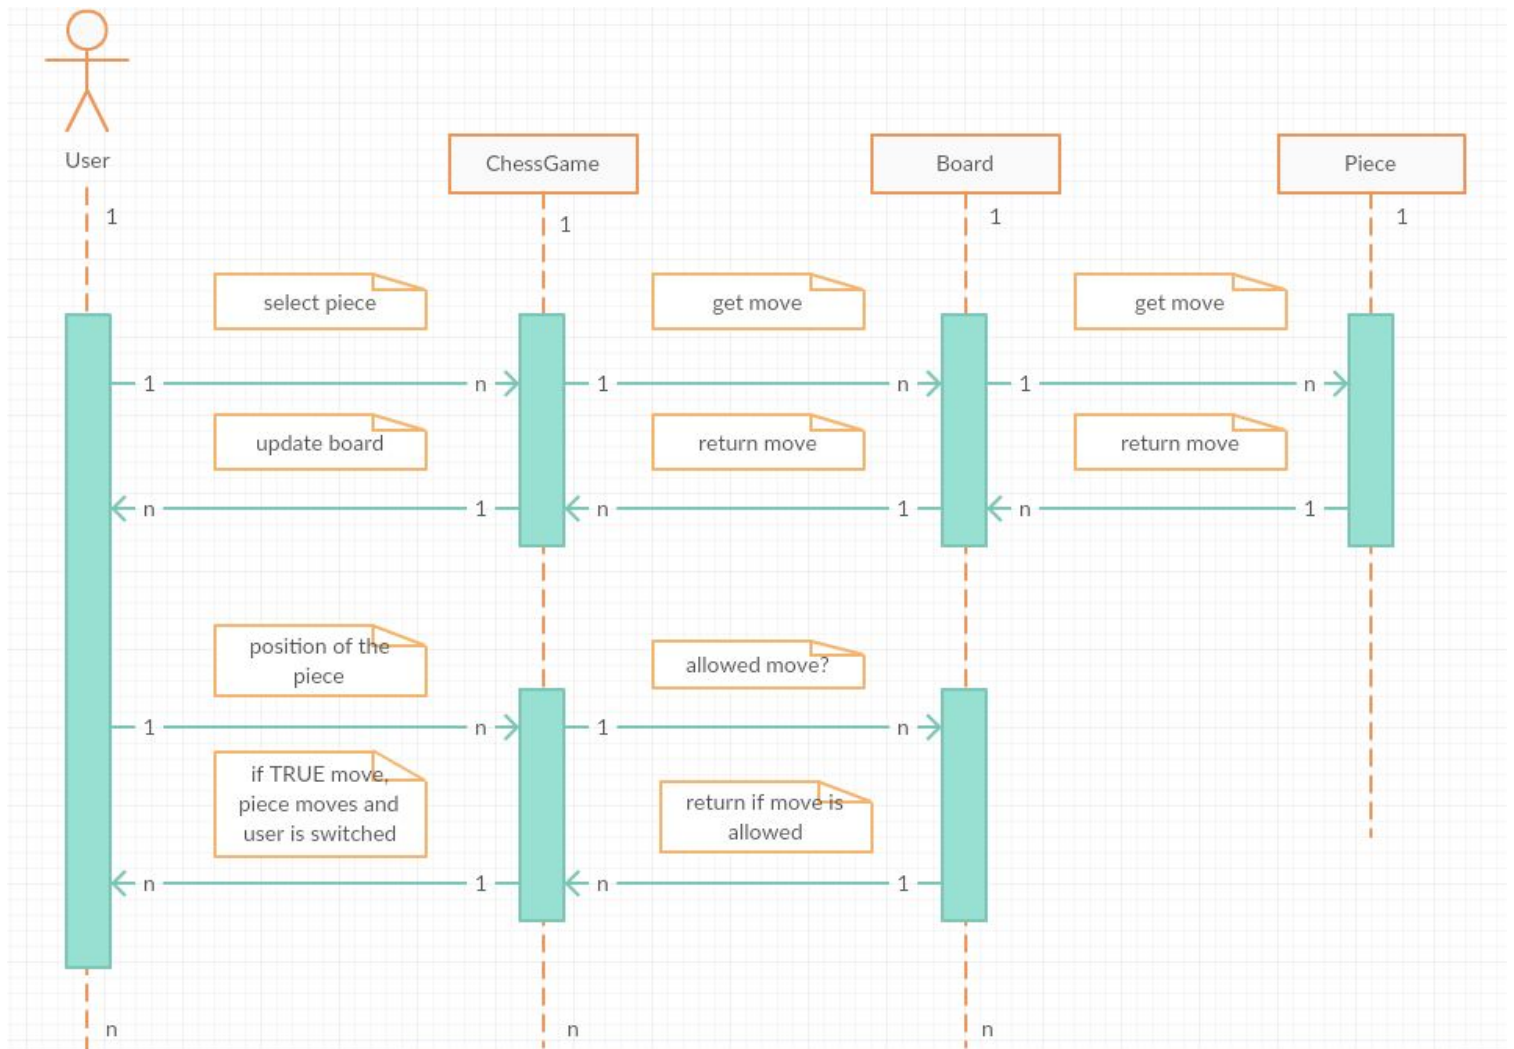 User
ChessGame
Board
Piece
1
1
1
1
select piece
get move
get move
1 n 1 n 1 n
update board
return move
return move
n 1 n 1 n 1
position of the
piece
allowed move?
1 n 1 n
if TRUE move,
piece moves and
user is switched
return if move is
allowed
n 1 n 1
n
n
n